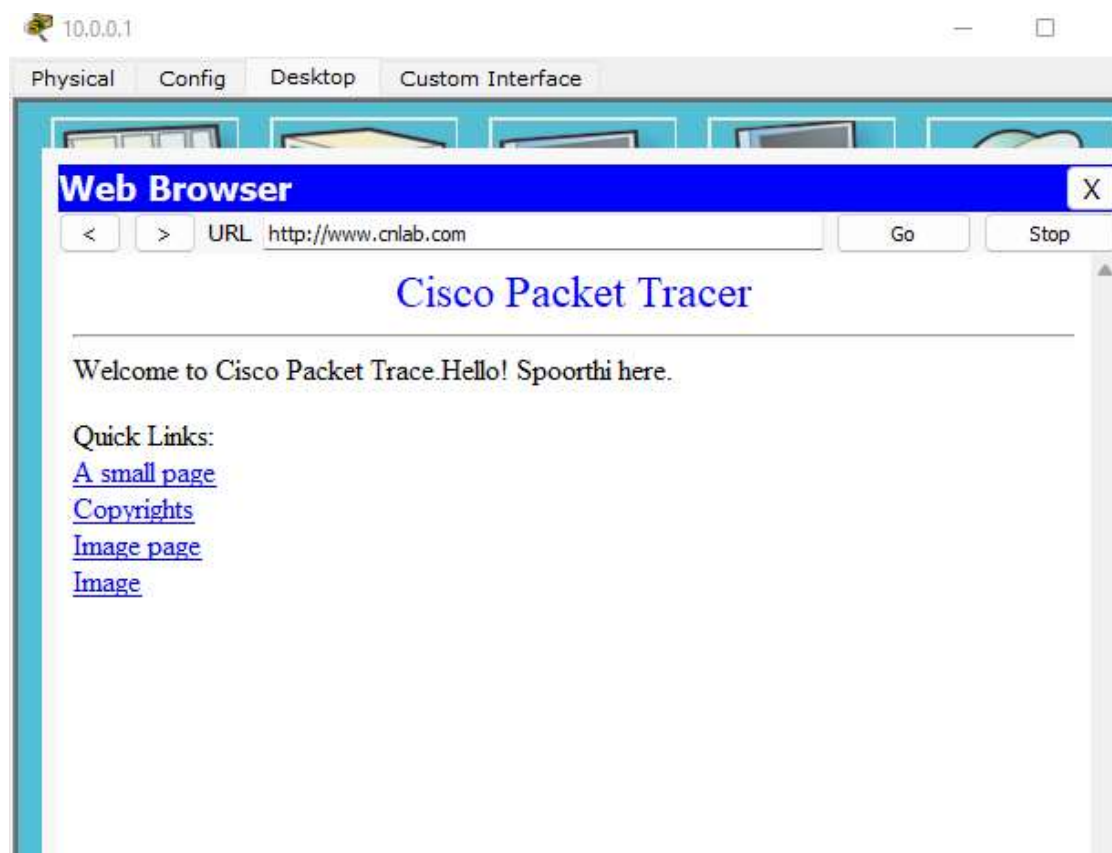 10.0.0.1
Physical Config Desktop Custom Interface
Web Browser X
< > URL http://www.cnlab.com Go Stop
Cisco Packet Tracer
Welcome to Cisco Packet Trace.Hello! Spoorthi here.
Quick Links:
A small page
Copyrights
Image page
Image